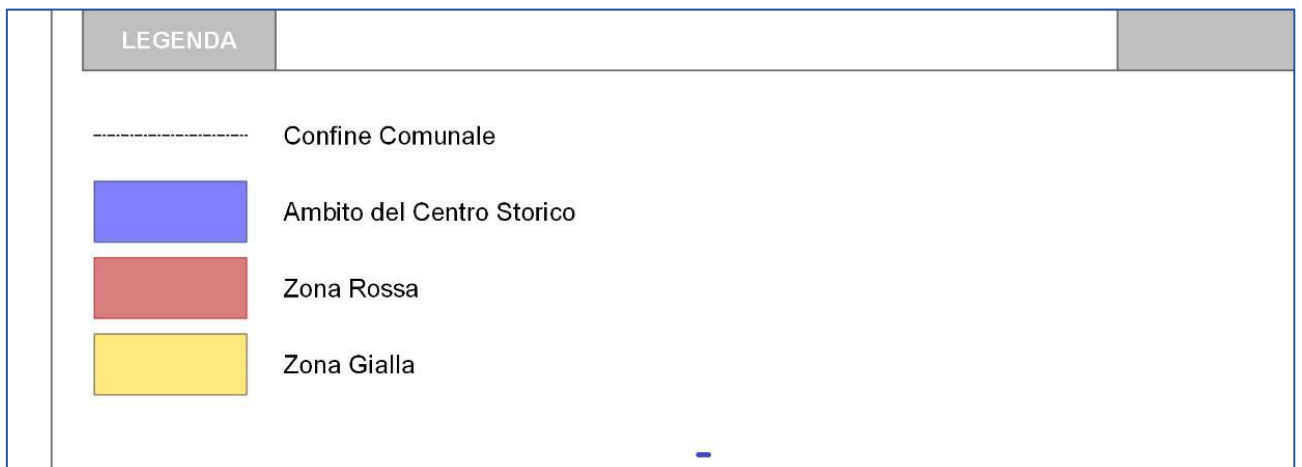 LEGENDA
Confine Comunale
Ambito del Centro Storico
Zona Rossa
Zona Gialla